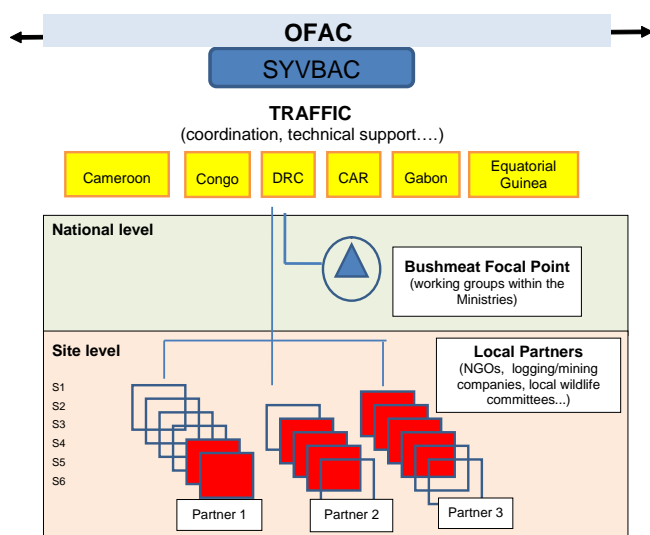 OFAC
SYVBAC
TRAFFIC
(coordination, technical support….)
Cameroon
Congo
DRC
CAR
Gabon
Equatorial
Guinea
National level
Bushmeat Focal Point
(working groups within the
Ministries)
Site level
Local Partners
(NGOs, logging/mining
companies, local wildlife
committees...)
S1
S2
S3
S4
S5
S6
Partner 1
Partner 2
Partner 3